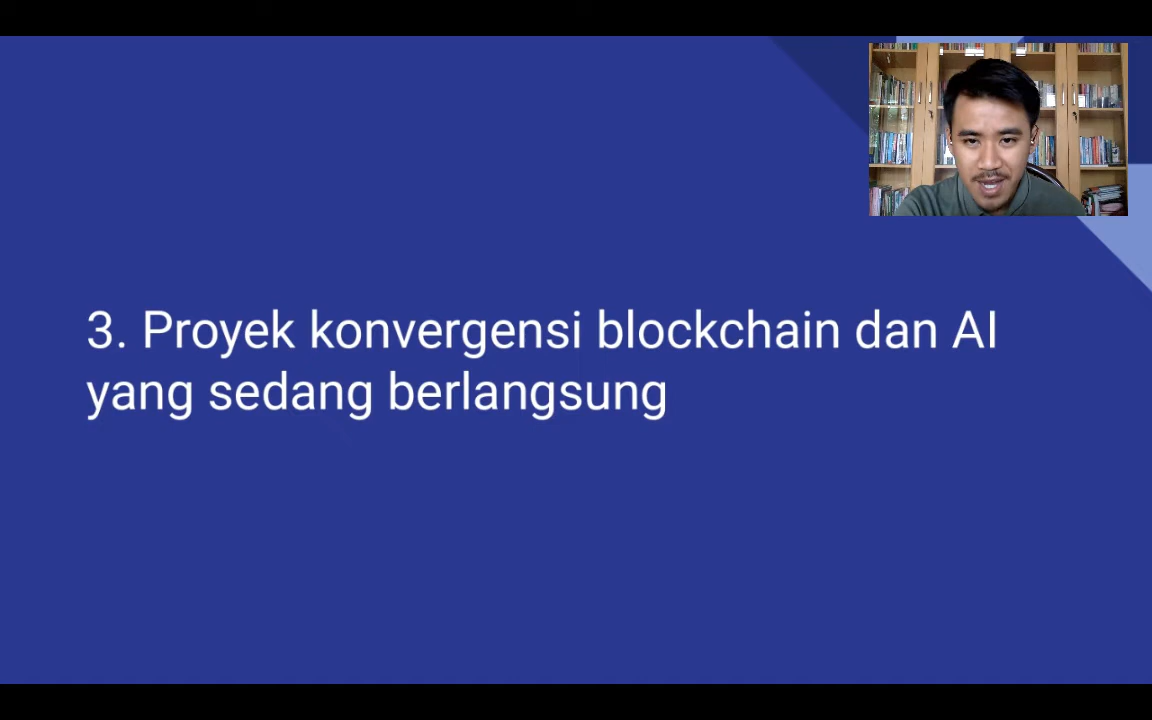 3. Proyek konvergensi blockchain dan AI
yang sedang berlangsung